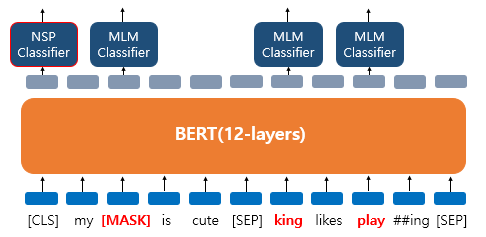 NSP Classifier
MLM Classifier
MLM Classifier
MLM Classifier
BERT(12-layers)
[CLS] my [MASK] is cute [SEP] king likes play ##ing [SEP]